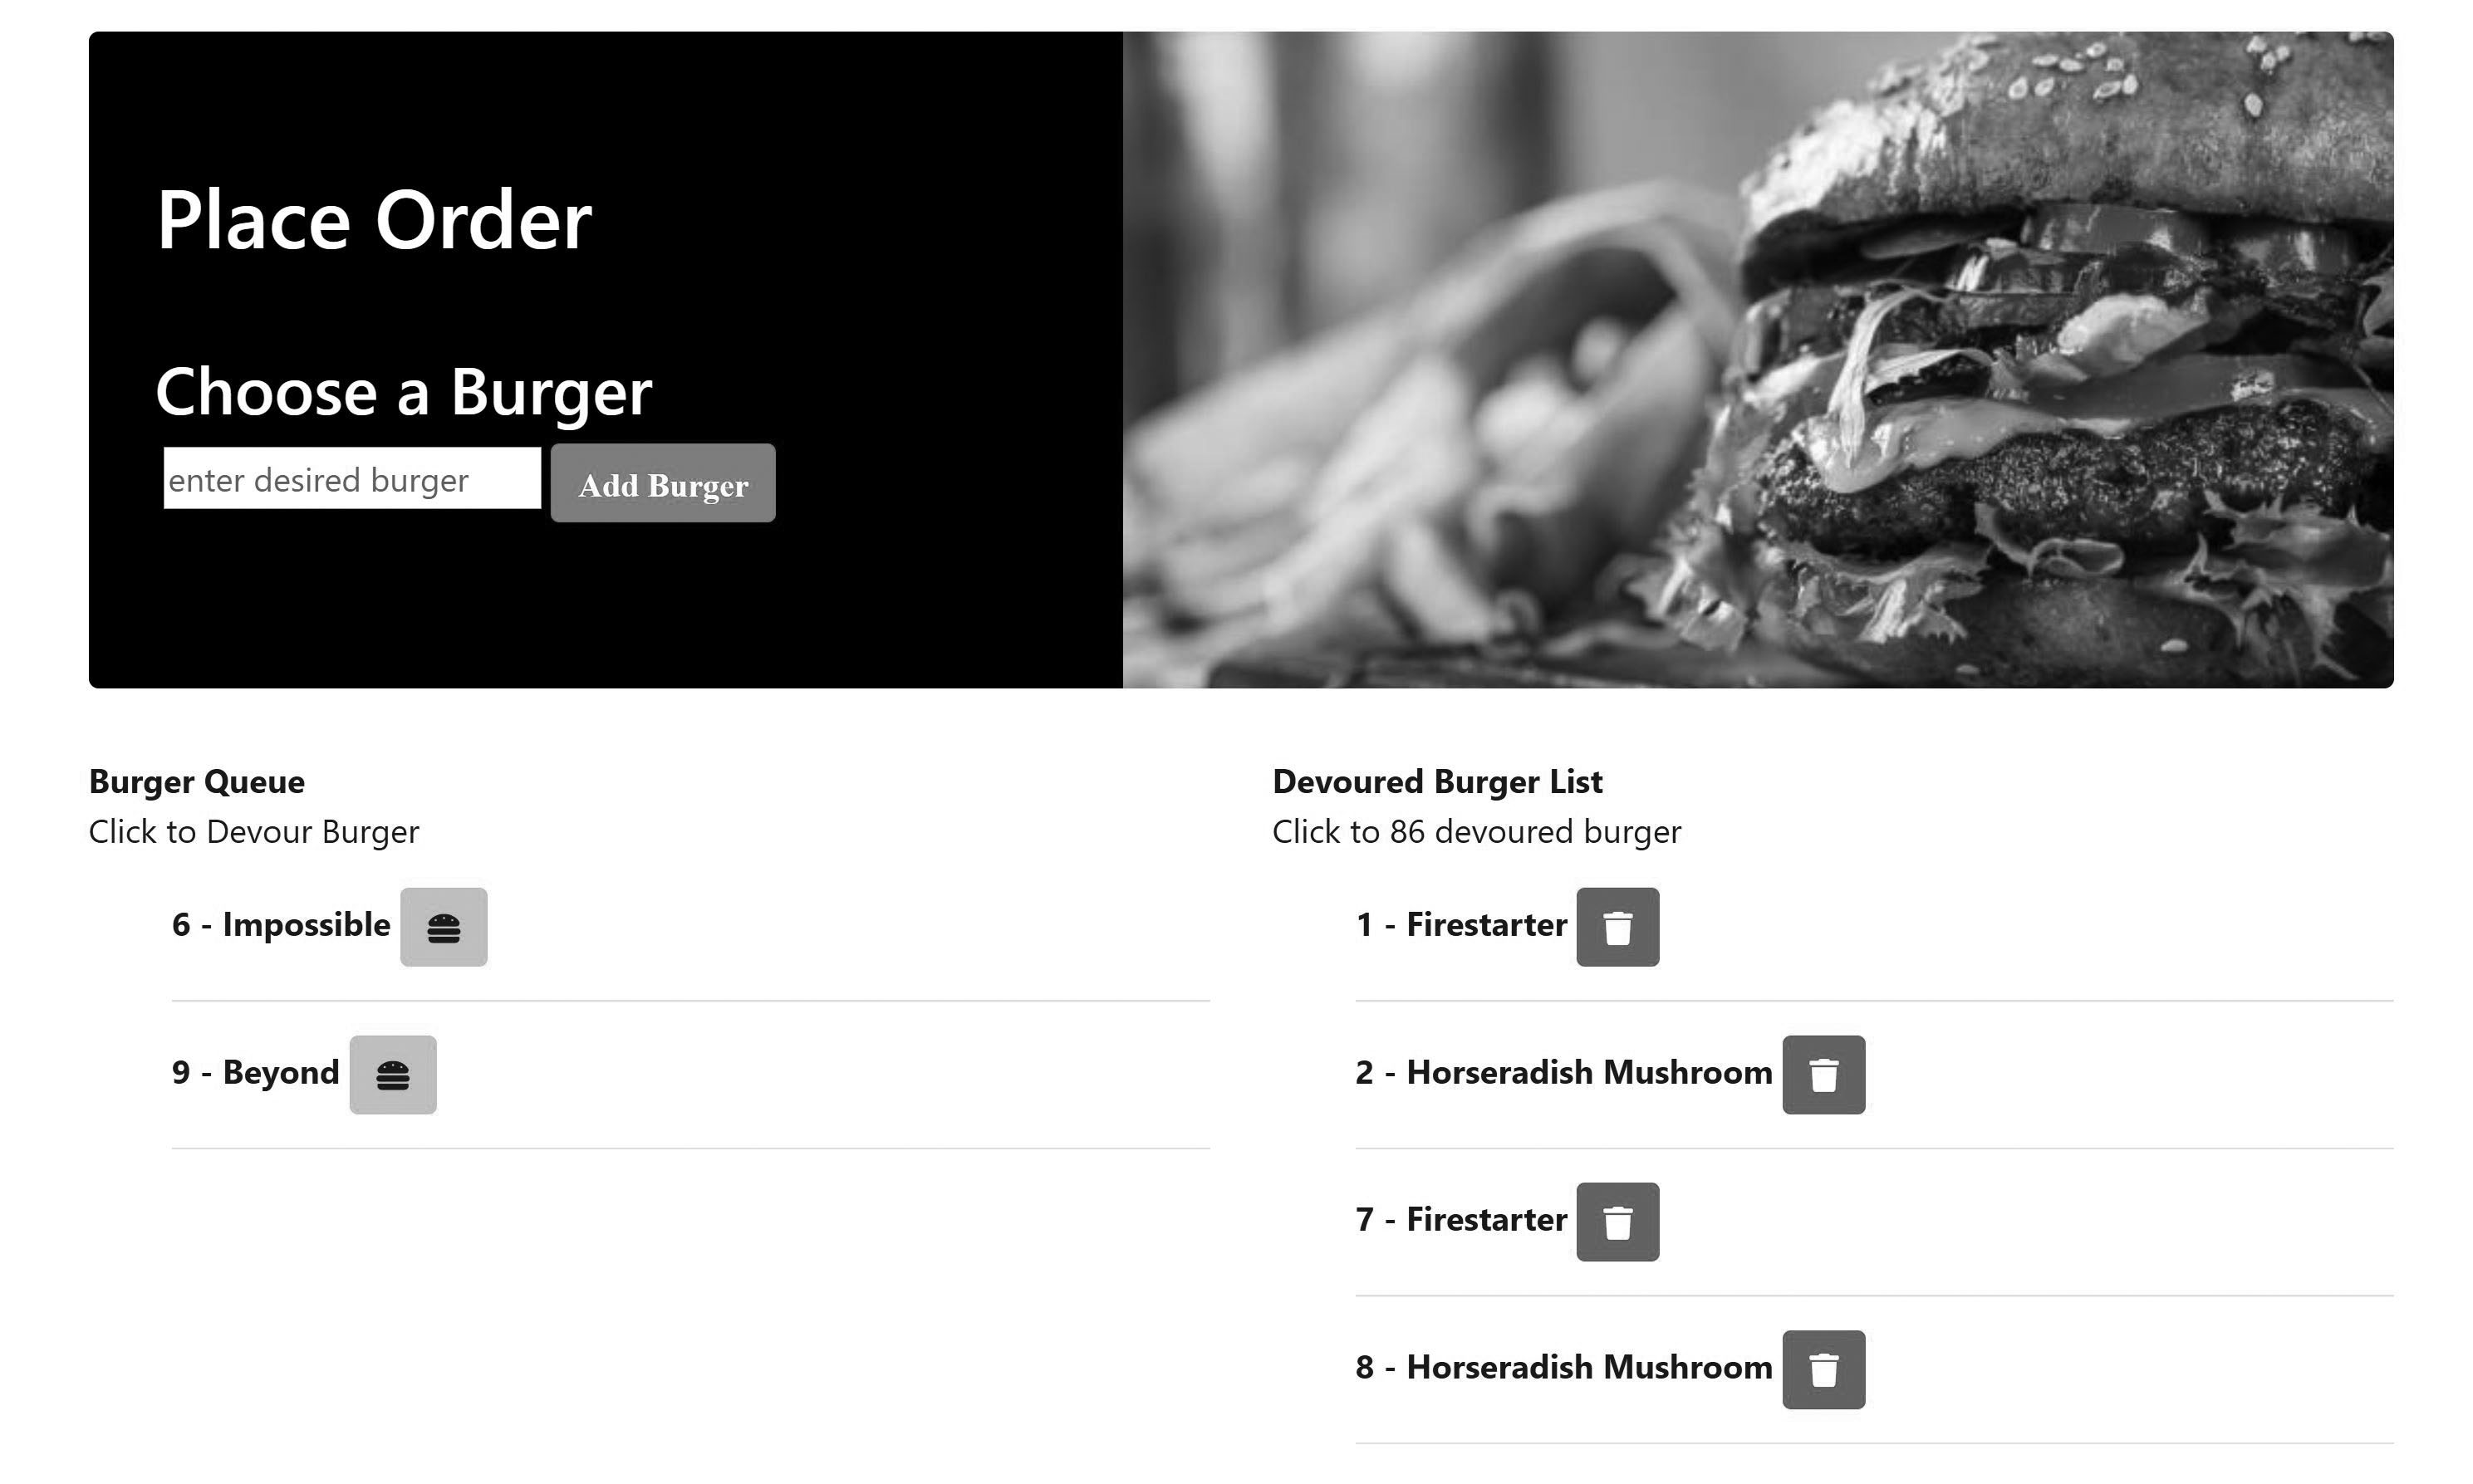 Place Order
Choose a Burger
enter desired burger
Add Burger
Burger Queue
Click to Devour Burger
6 - Impossible
9 - Beyond
Devoured Burger List
Click to 86 devoured burger
1 - Firestarter
2 - Horseradish Mushroom
7 - Firestarter
8 - Horseradish Mushroom